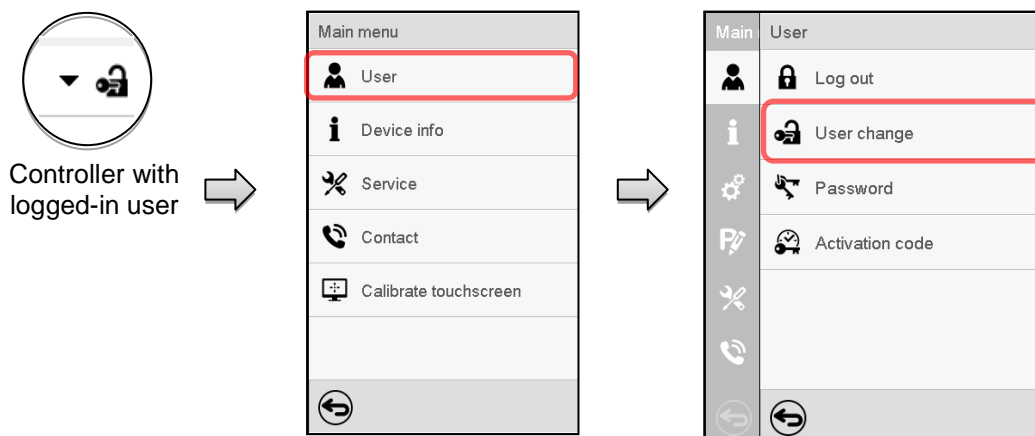 Controller with
logged-in user
Main menu
User
Device info
Service
Contact
Calibrate touchscreen
Main
User
Log out
User change
Password
Activation code